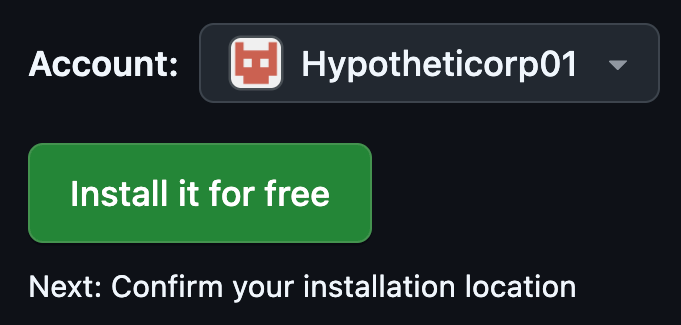 Account: Hypotheticorp01
Install it for free
Next: Confirm your installation location